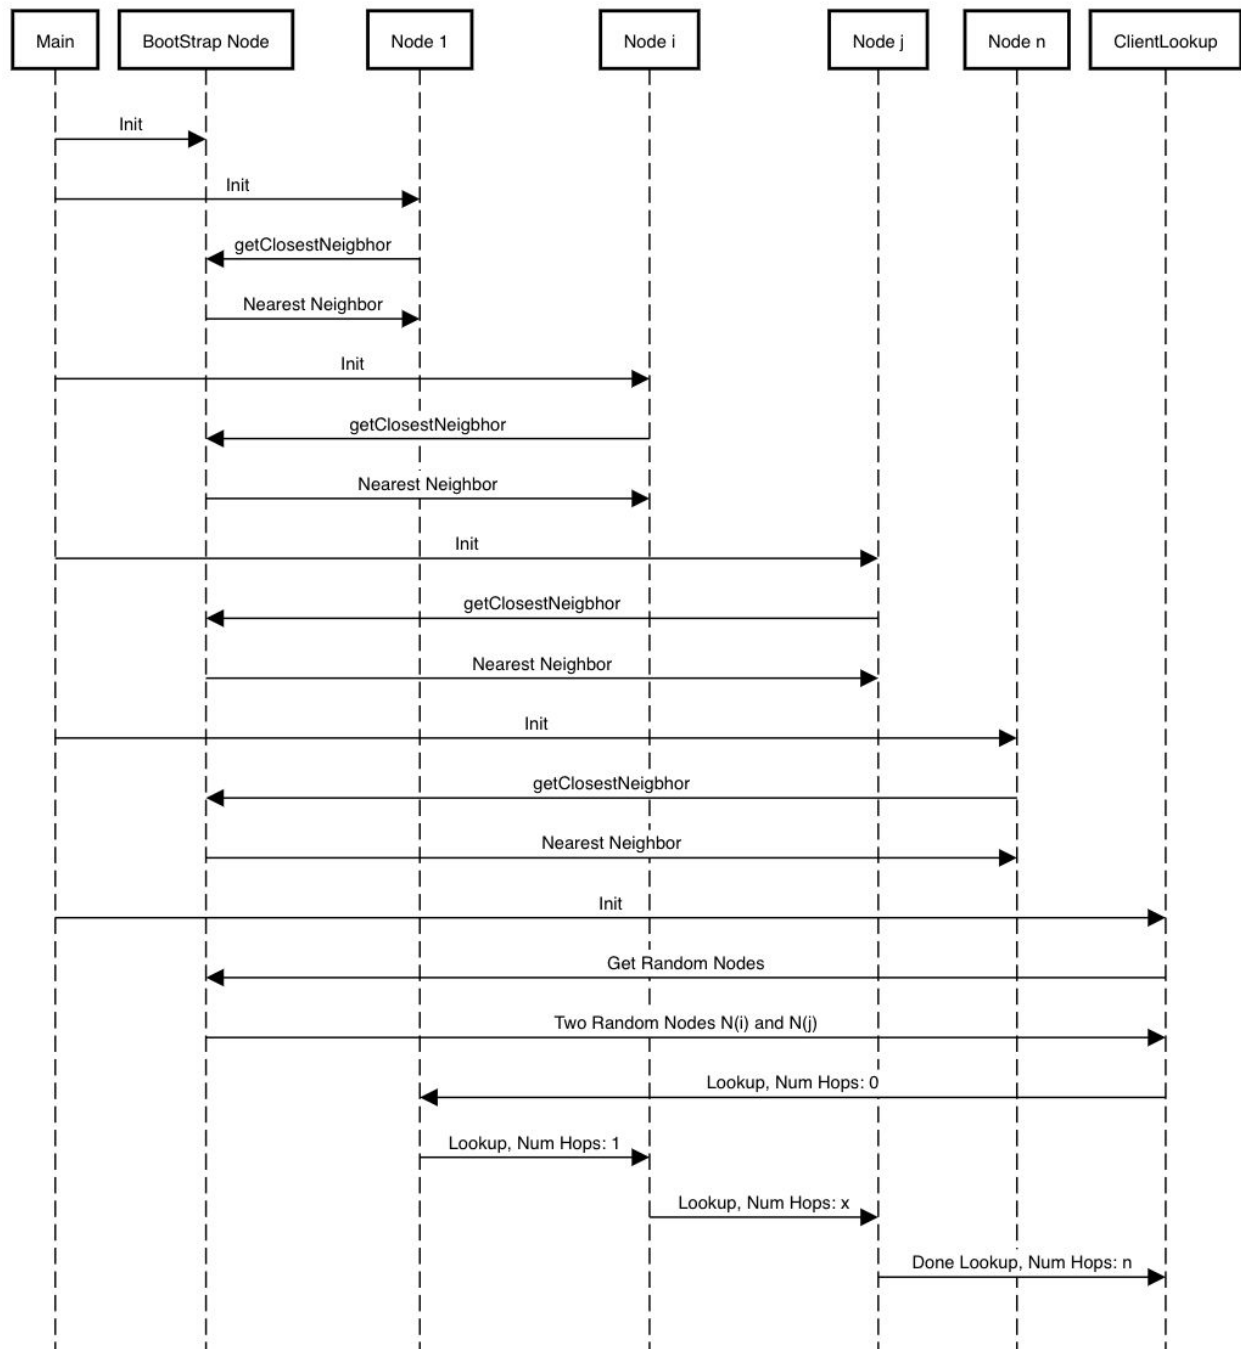 Main
BootStrap Node
Node 1
Node i
Node j
Node n
ClientLookup
Init
Init
getClosestNeigbhor
Nearest Neighbor
Init
getClosestNeigbhor
Nearest Neighbor
Init
getClosestNeigbhor
Nearest Neighbor
Init
getClosestNeigbhor
Nearest Neighbor
Init
Get Random Nodes
Two Random Nodes N(i) and N(j)
Lookup, Num Hops: 0
Lookup, Num Hops: 1
Lookup, Num Hops: x
Done Lookup, Num Hops: n